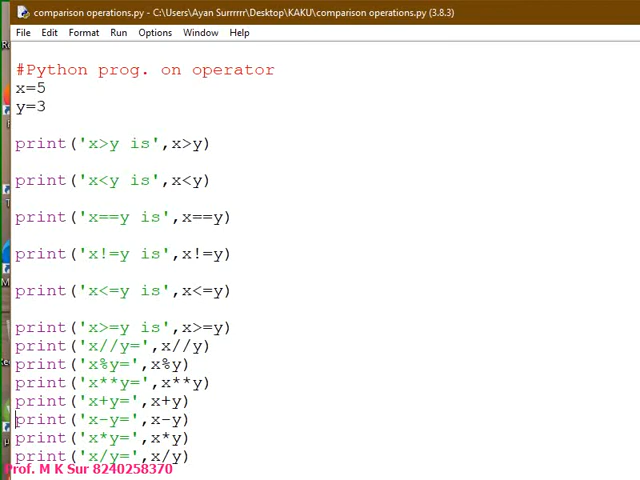 comparison operations.py - C:\Users\Ayan Surrrrr\Desktop\KAKU\comparison operations.py (3.8.3)
File Edit Format Run Options Window Help
#Python prog. on operator
x=5
y=3
print('x>y is',x>y)
print('x<y is',x<y)
print('x==y is',x==y)
print('x!=y is',x!=y)
print('x<=y is',x<=y)
print('x>=y is',x>=y)
print('x//y=',x//y)
print('x%y=',x%y)
print('x**y=',x**y)
print('x+y=',x+y)
print('x-y=',x-y)
print('x*y=',x*y)
print('x/y=',x/y)
Prof. M K Sur 8240258370